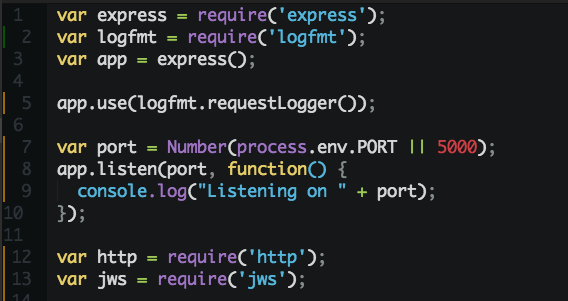 1 var express = require('express');
2 var logfmt = require('logfmt');
3 var app = express();
4
5 app.use(logfmt.requestLogger());
6
7 var port = Number(process.env.PORT || 5000);
8 app.listen(port, function() {
9   console.log("Listening on " + port);
10 });
11
12 var http = require('http');
13 var jws = require('jws');